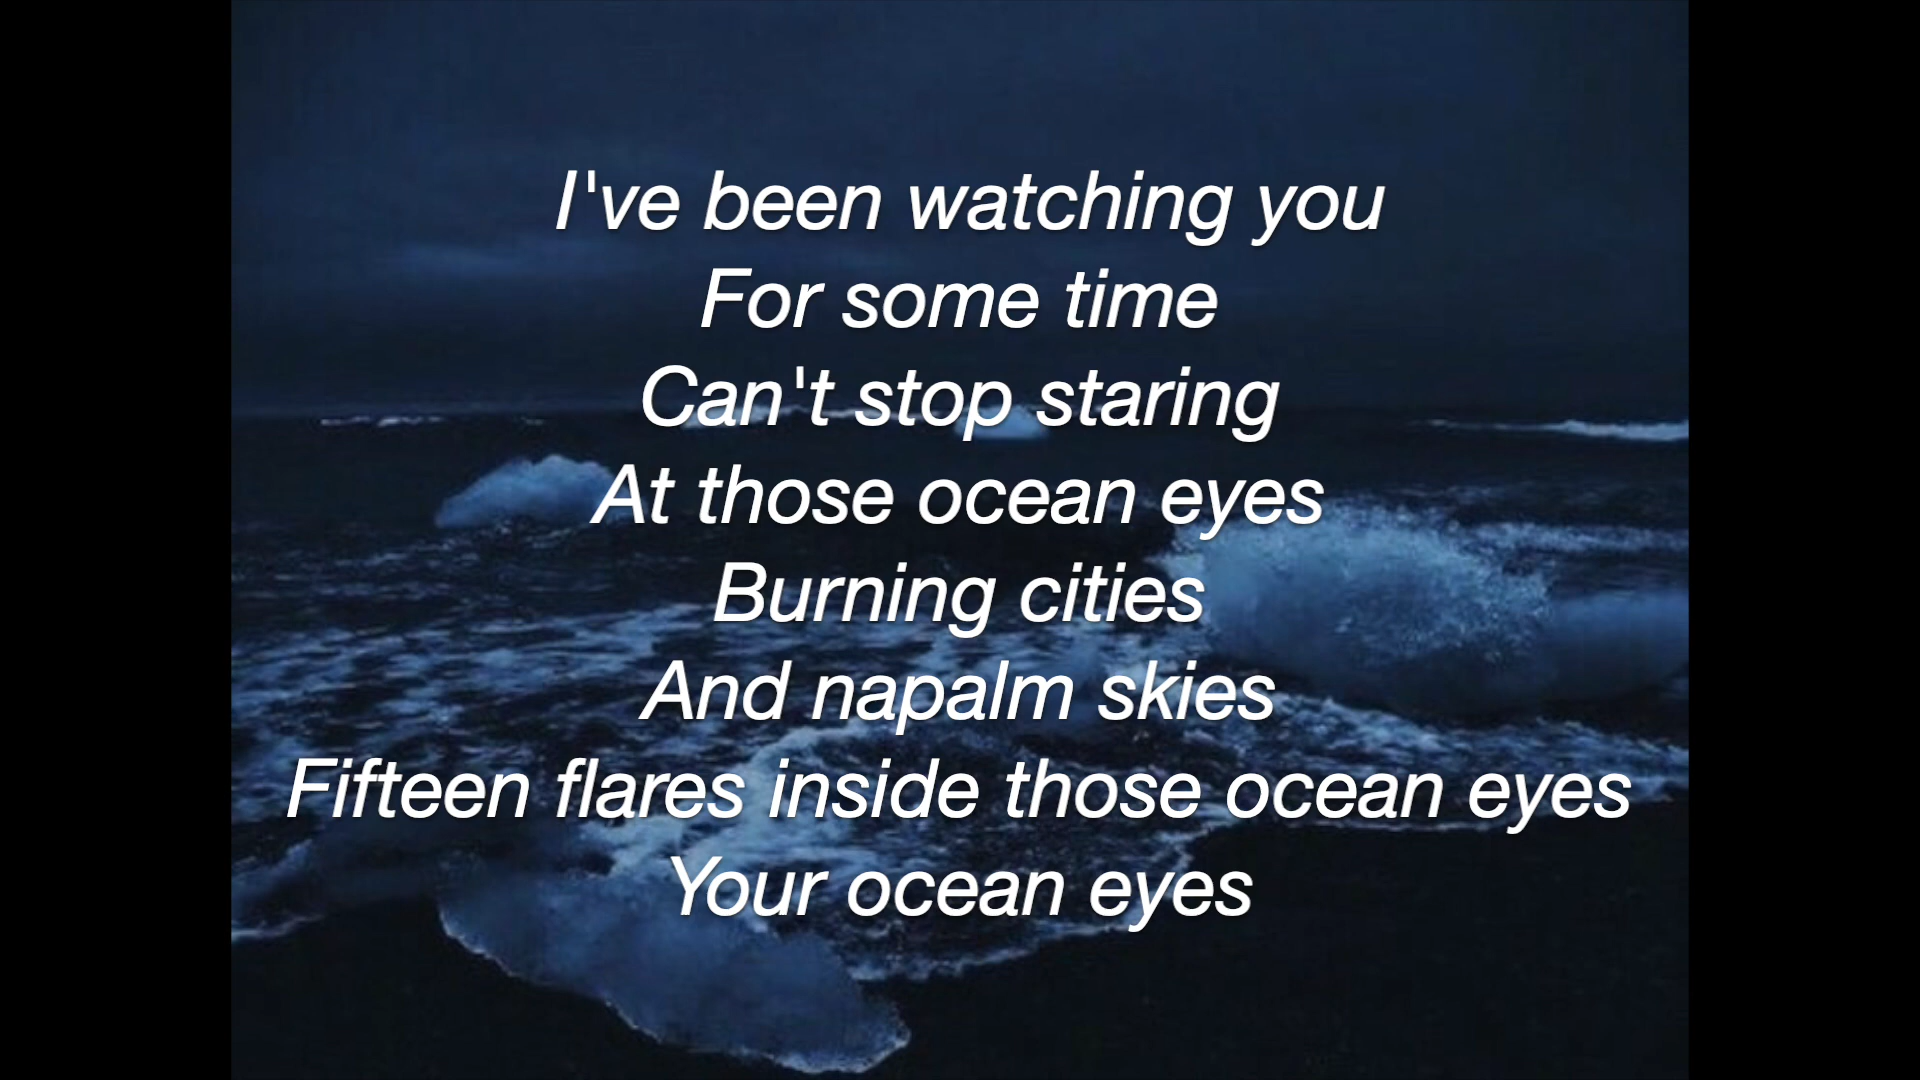 I've been watching you
For some time
Can't stop staring
At those ocean eyes
Burning cities
And napalm skies
Fifteen flares inside those ocean eyes
Your ocean eyes